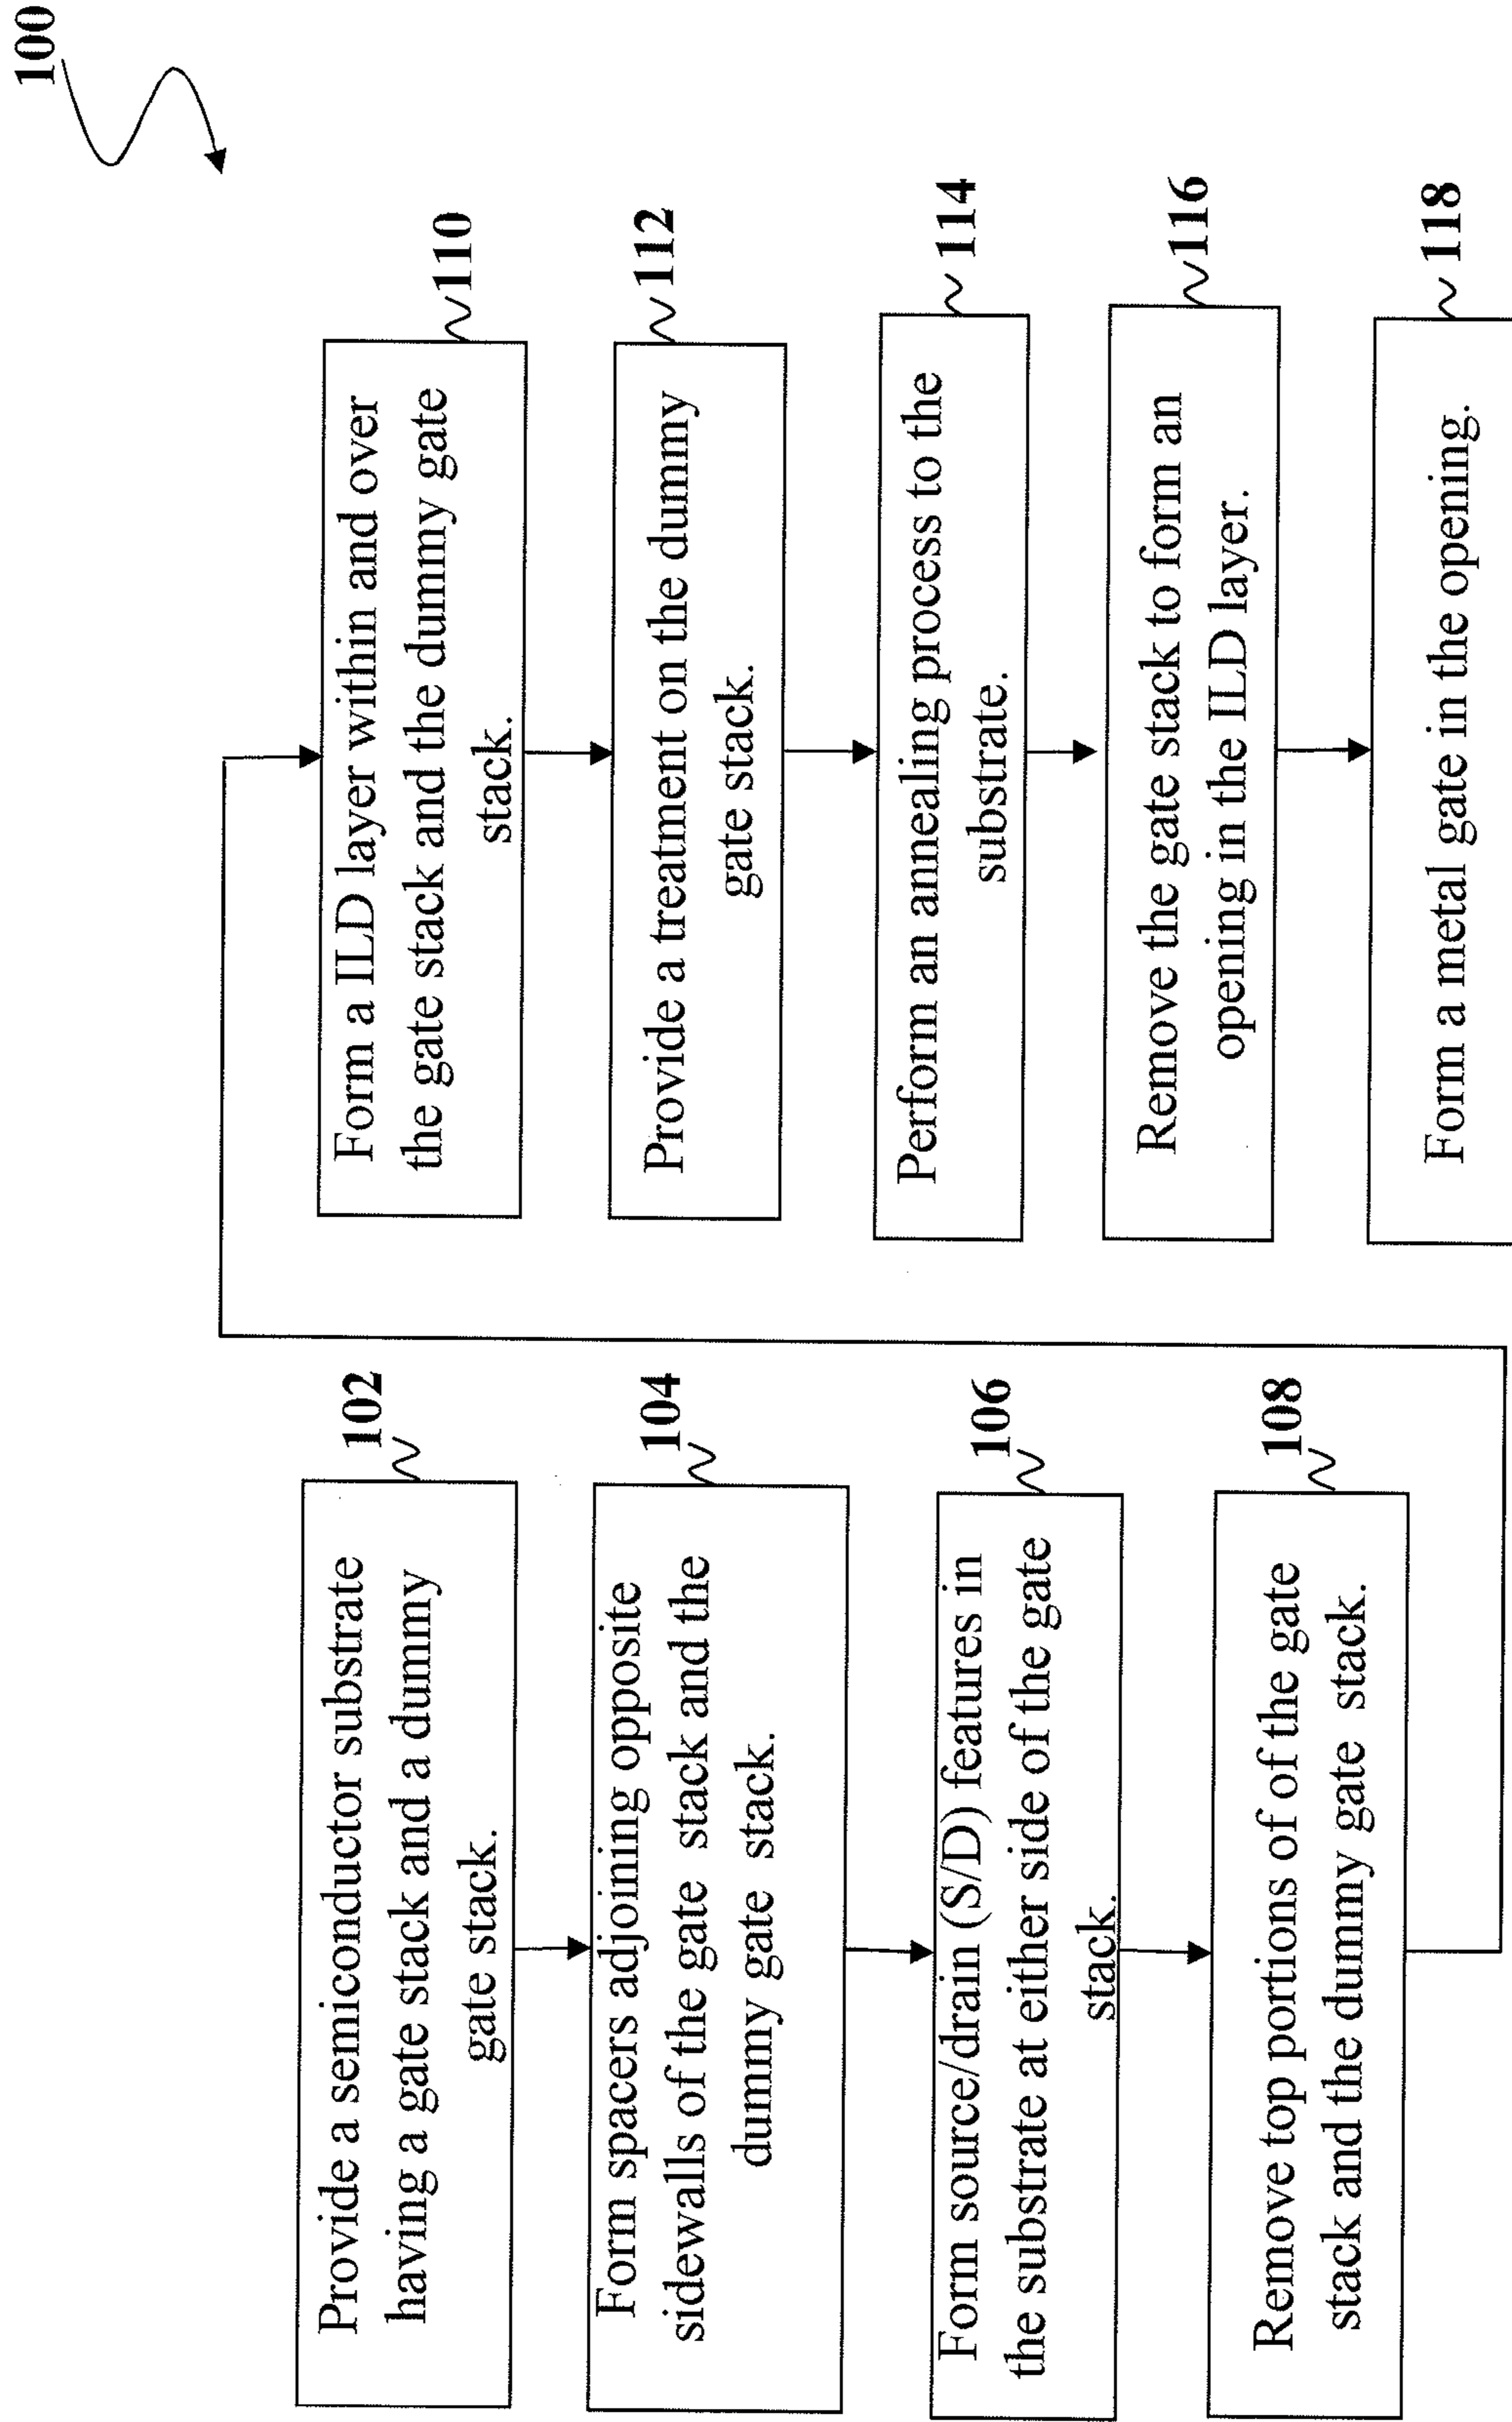 100
102
Provide a semiconductor substrate
having a gate stack and a dummy
gate stack.
104
Form spacers adjoining opposite
sidewalls of the gate stack and the
dummy gate stack.
106
Form source/drain (S/D) features in
the substrate at either side of the gate
stack.
108
Remove top portions of of the gate
stack and the dummy gate stack.
110
Form a ILD layer within and over
the gate stack and the dummy gate
stack.
112
Provide a treatment on the dummy
gate stack.
114
Perform an annealing process to the
substrate.
116
Remove the gate stack to form an
opening in the ILD layer.
118
Form a metal gate in the opening.